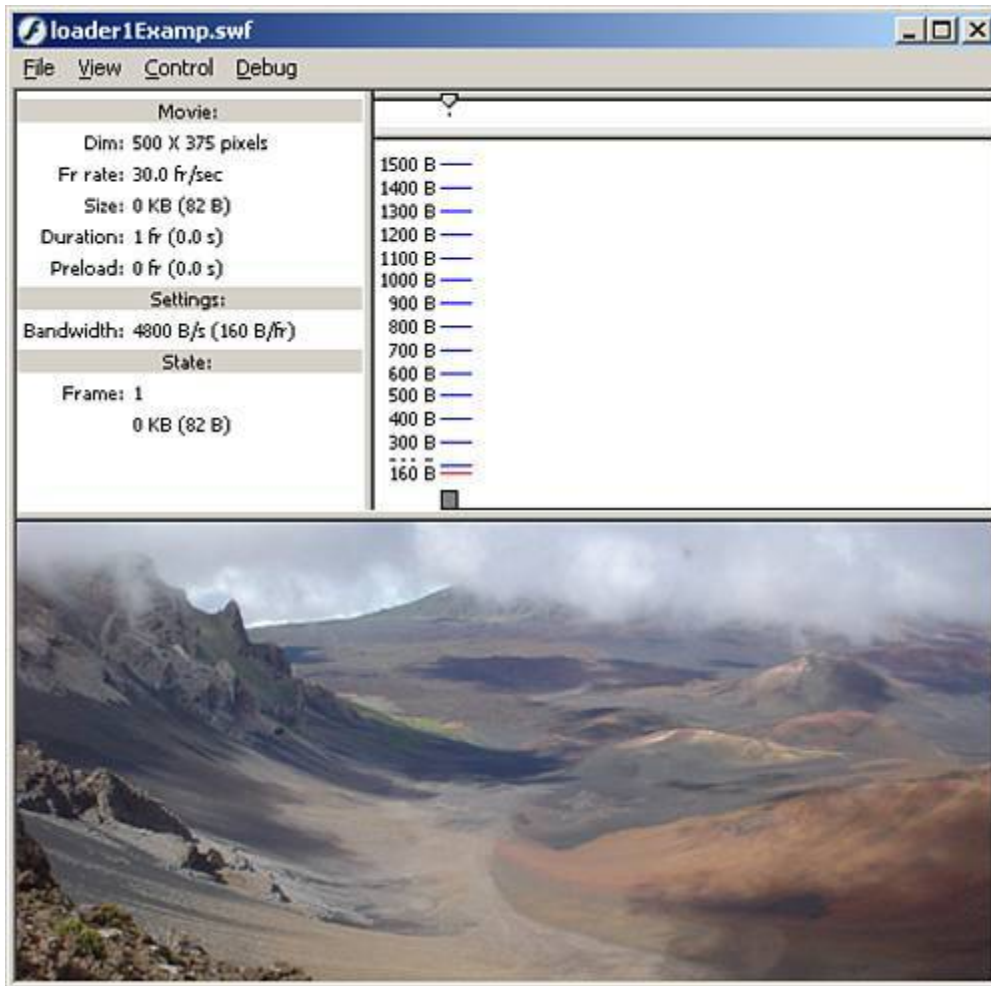 loader1Examp.swf
File View Control Debug
Movie:
Dim: 500 X 375 pixels
Fr rate: 30.0 fr/sec
Size: 0 KB (82 B)
Duration: 1 fr (0.0 s)
Preload: 0 fr (0.0 s)
Settings:
Bandwidth: 4800 B/s (160 B/fr)
State:
Frame: 1
0 KB (82 B)
1500 B
1400 B
1300 B
1200 B
1100 B
1000 B
900 B
800 B
700 B
600 B
500 B
400 B
300 B
160 B